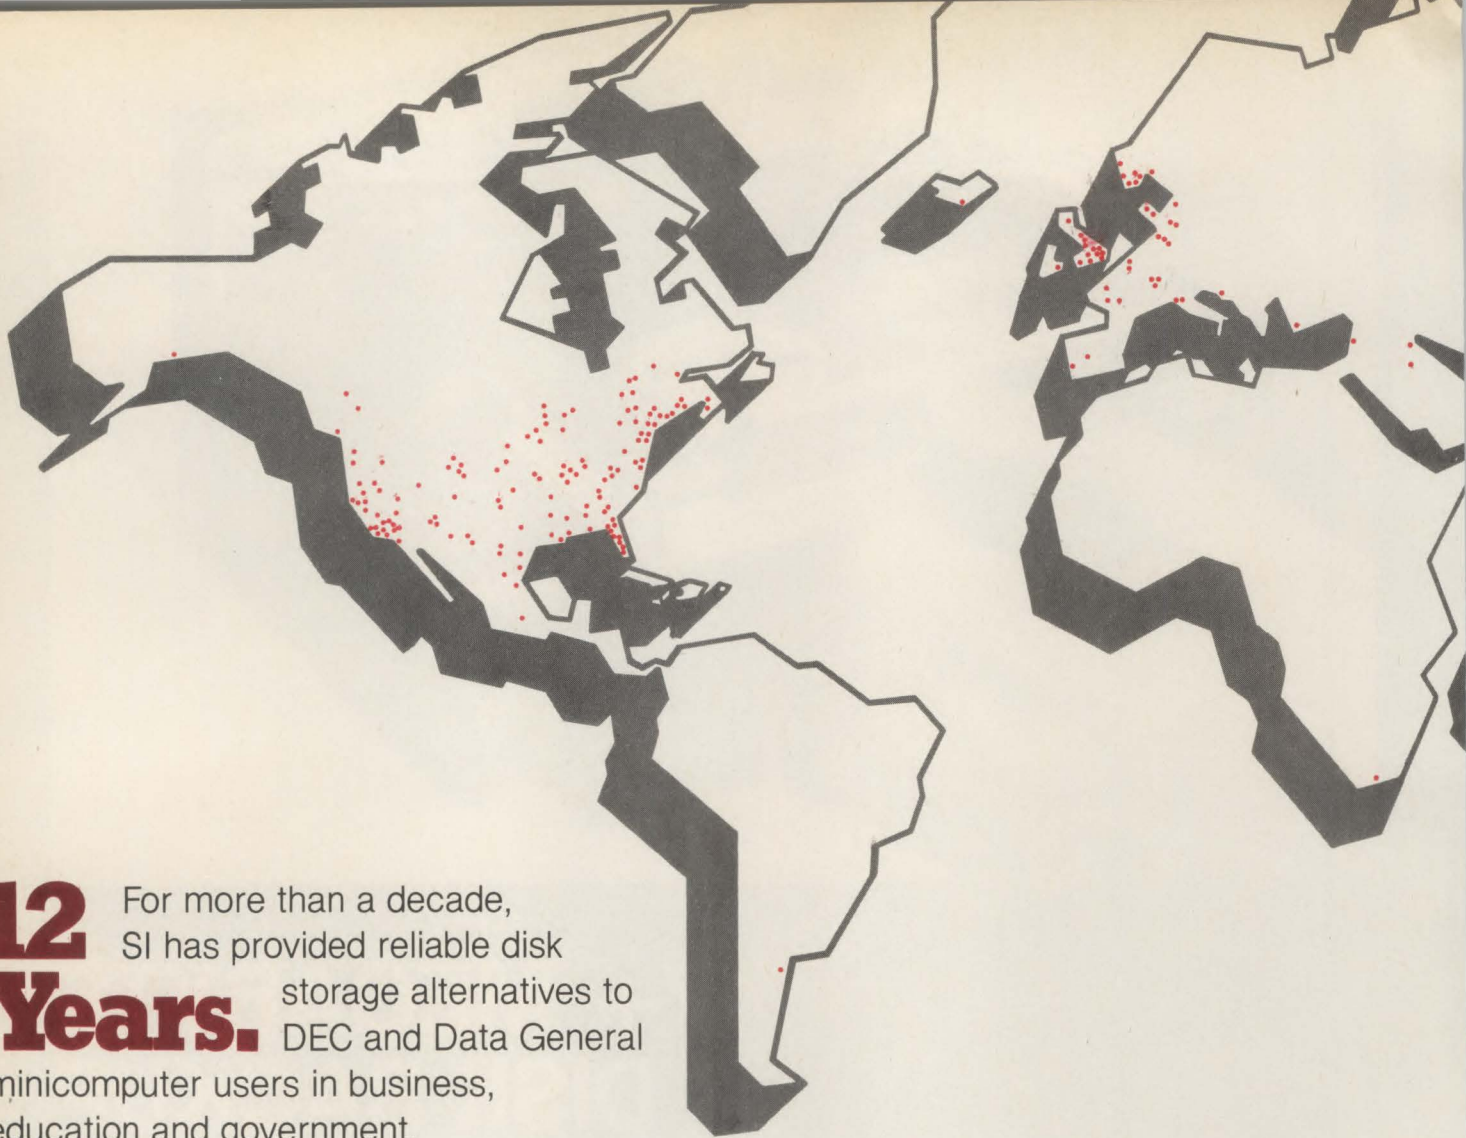 12
Years.
For more than a decade,
SI has provided reliable disk
storage alternatives to
DEC and Data General
minicomputer users in business,
education and government